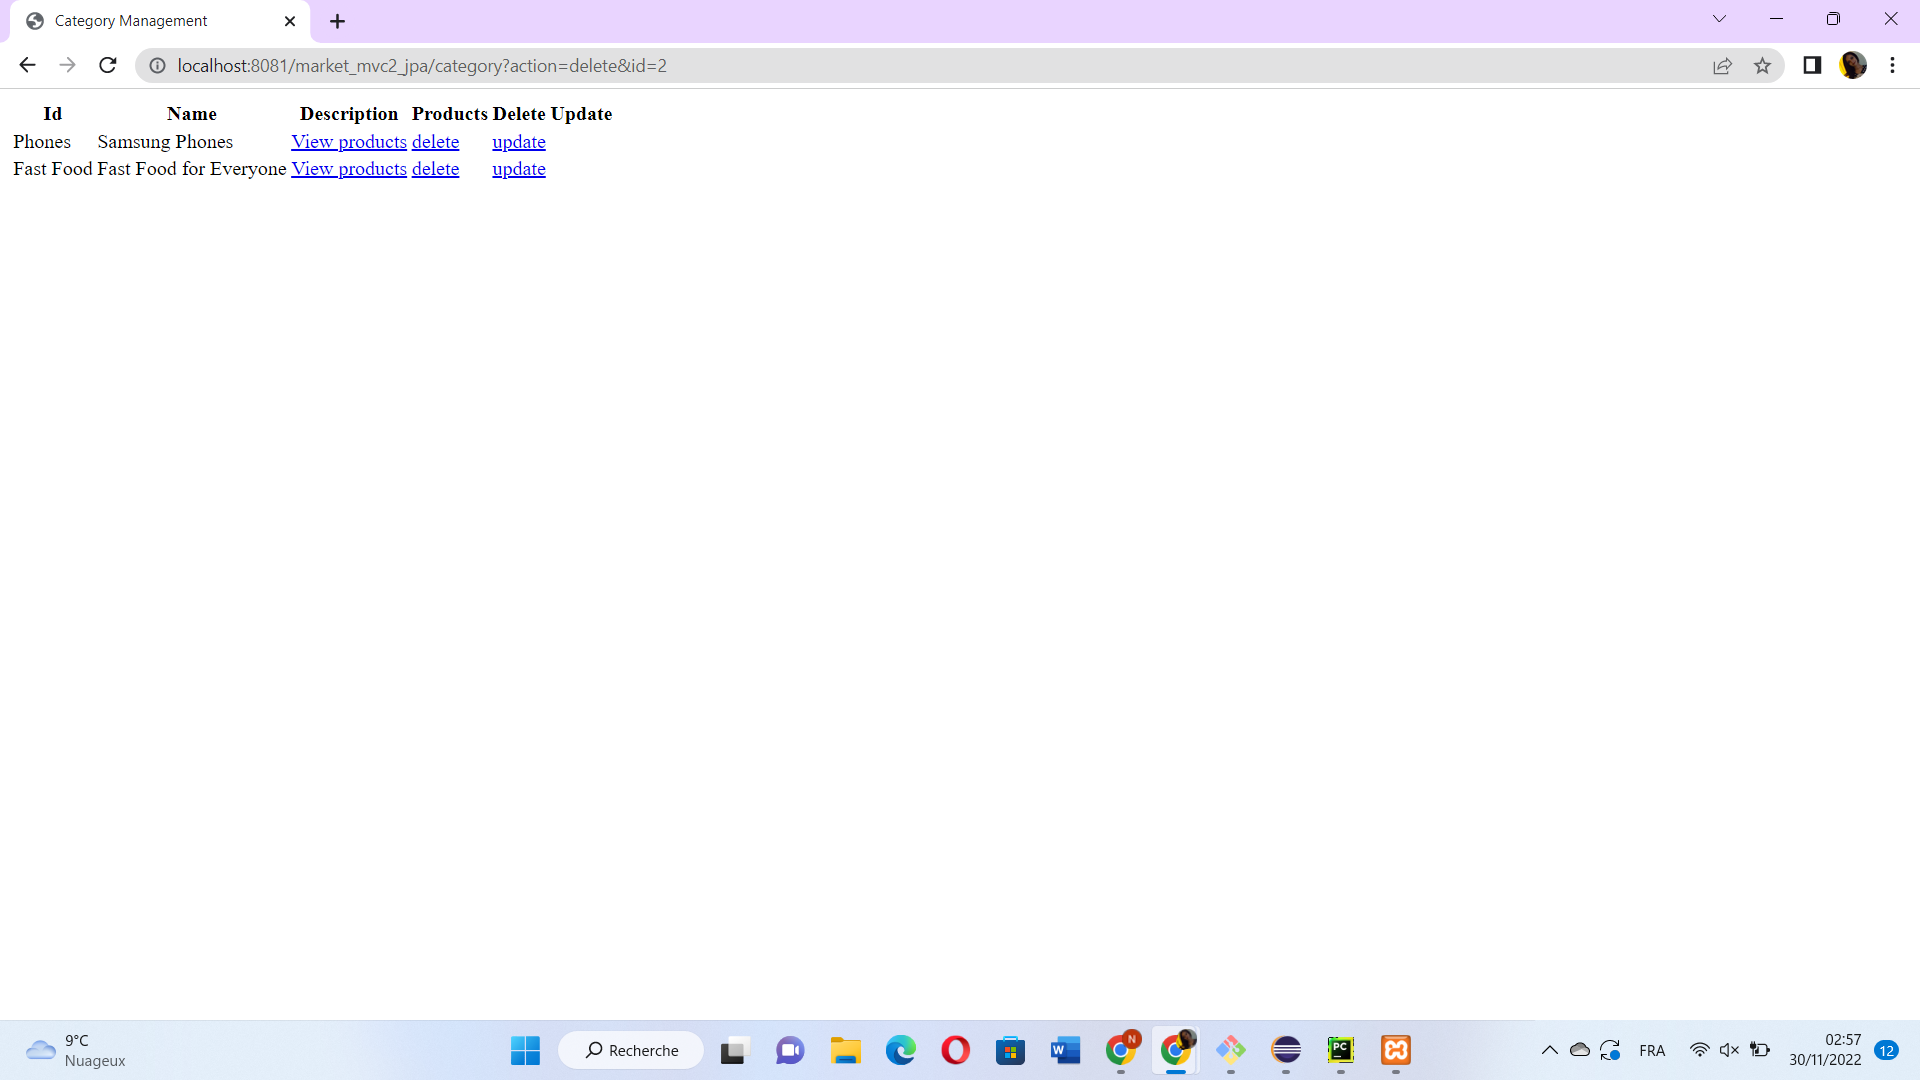 Category Management
localhost:8081/market_mvc2_jpa/category?action=delete&id=2
Id Name Description Products Delete Update
Phones Samsung Phones View products delete update
Fast Food Fast Food for Everyone View products delete update
9°C
Nuageux
Recherche
W
N
PC
FRA
02:57
30/11/2022
12